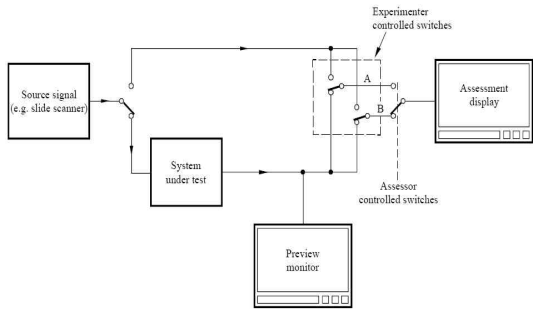 Experimenter
controlled switches
Source signal
(e.g. slide scanner)
A
B
Assessment
display
System
under test
Assessor
controlled switches
Preview
monitor